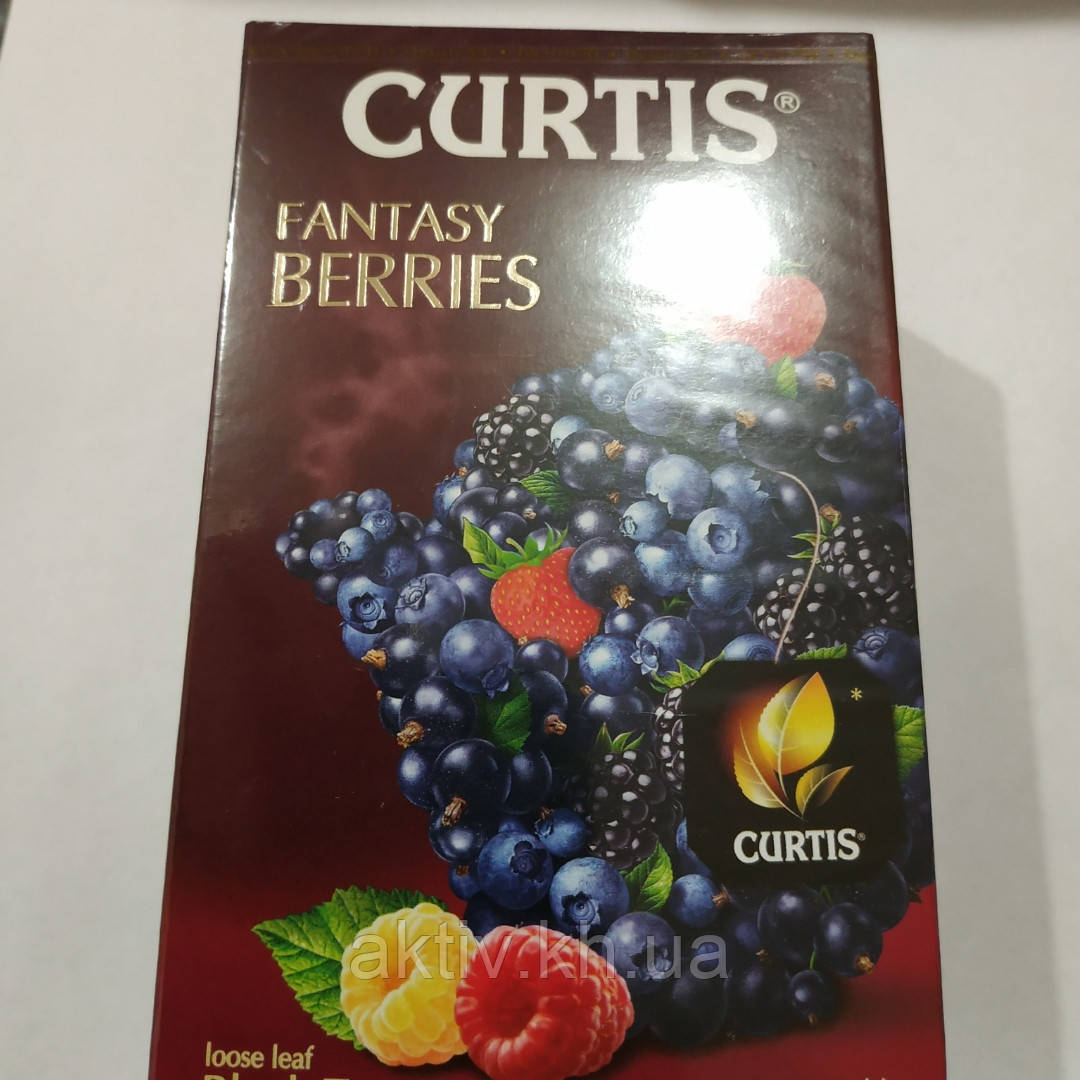 CURTIS®
FANTASY
BERRIES
*
CURTIS®
aktiv.kh.ua
loose leaf